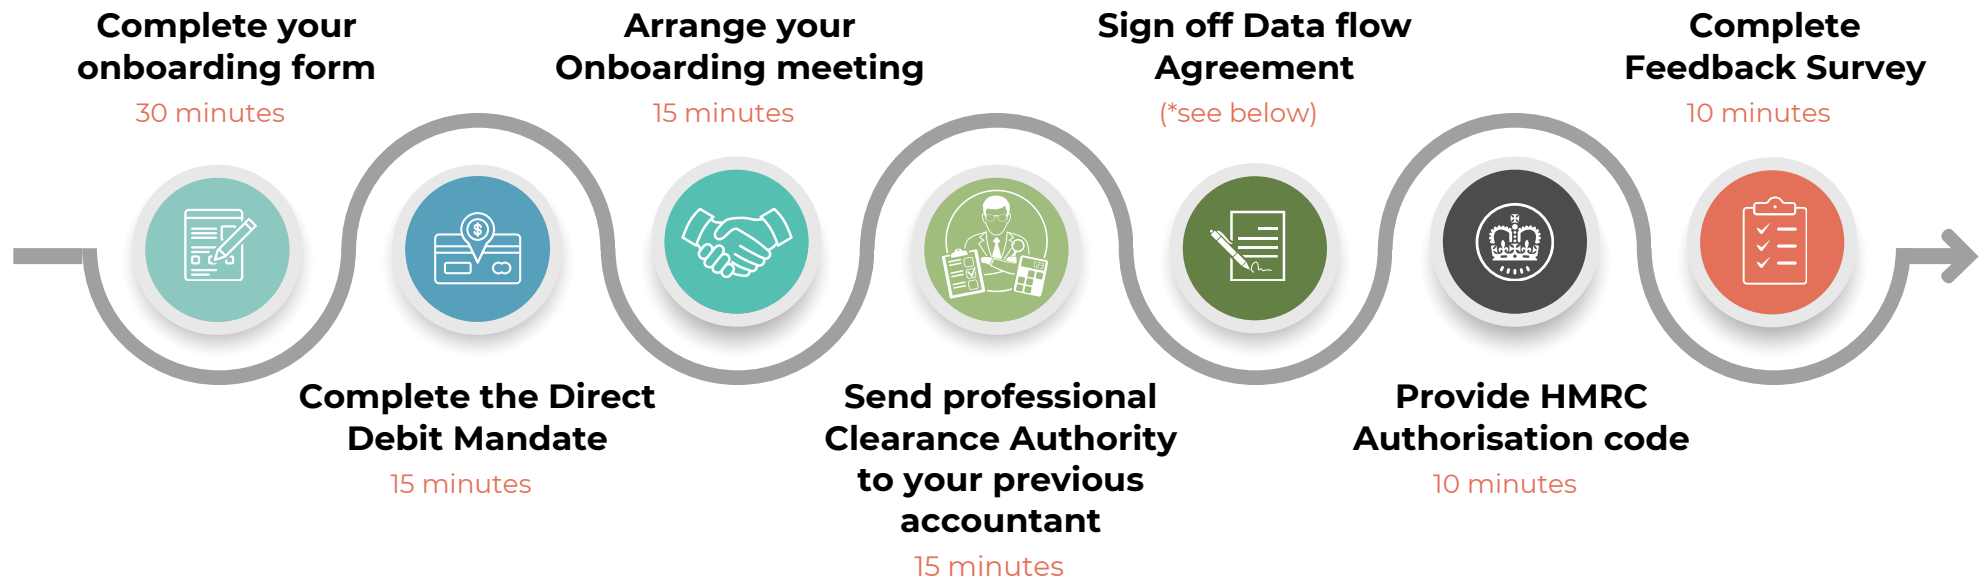 Complete your
onboarding form
30 minutes
Complete the Direct
Debit Mandate
15 minutes
Arrange your
Onboarding meeting
15 minutes
Send professional
Clearance Authority
to your previous
accountant
15 minutes
Sign off Data flow
Agreement
(*see below)
Provide HMRC
Authorisation code
10 minutes
Complete
Feedback Survey
10 minutes